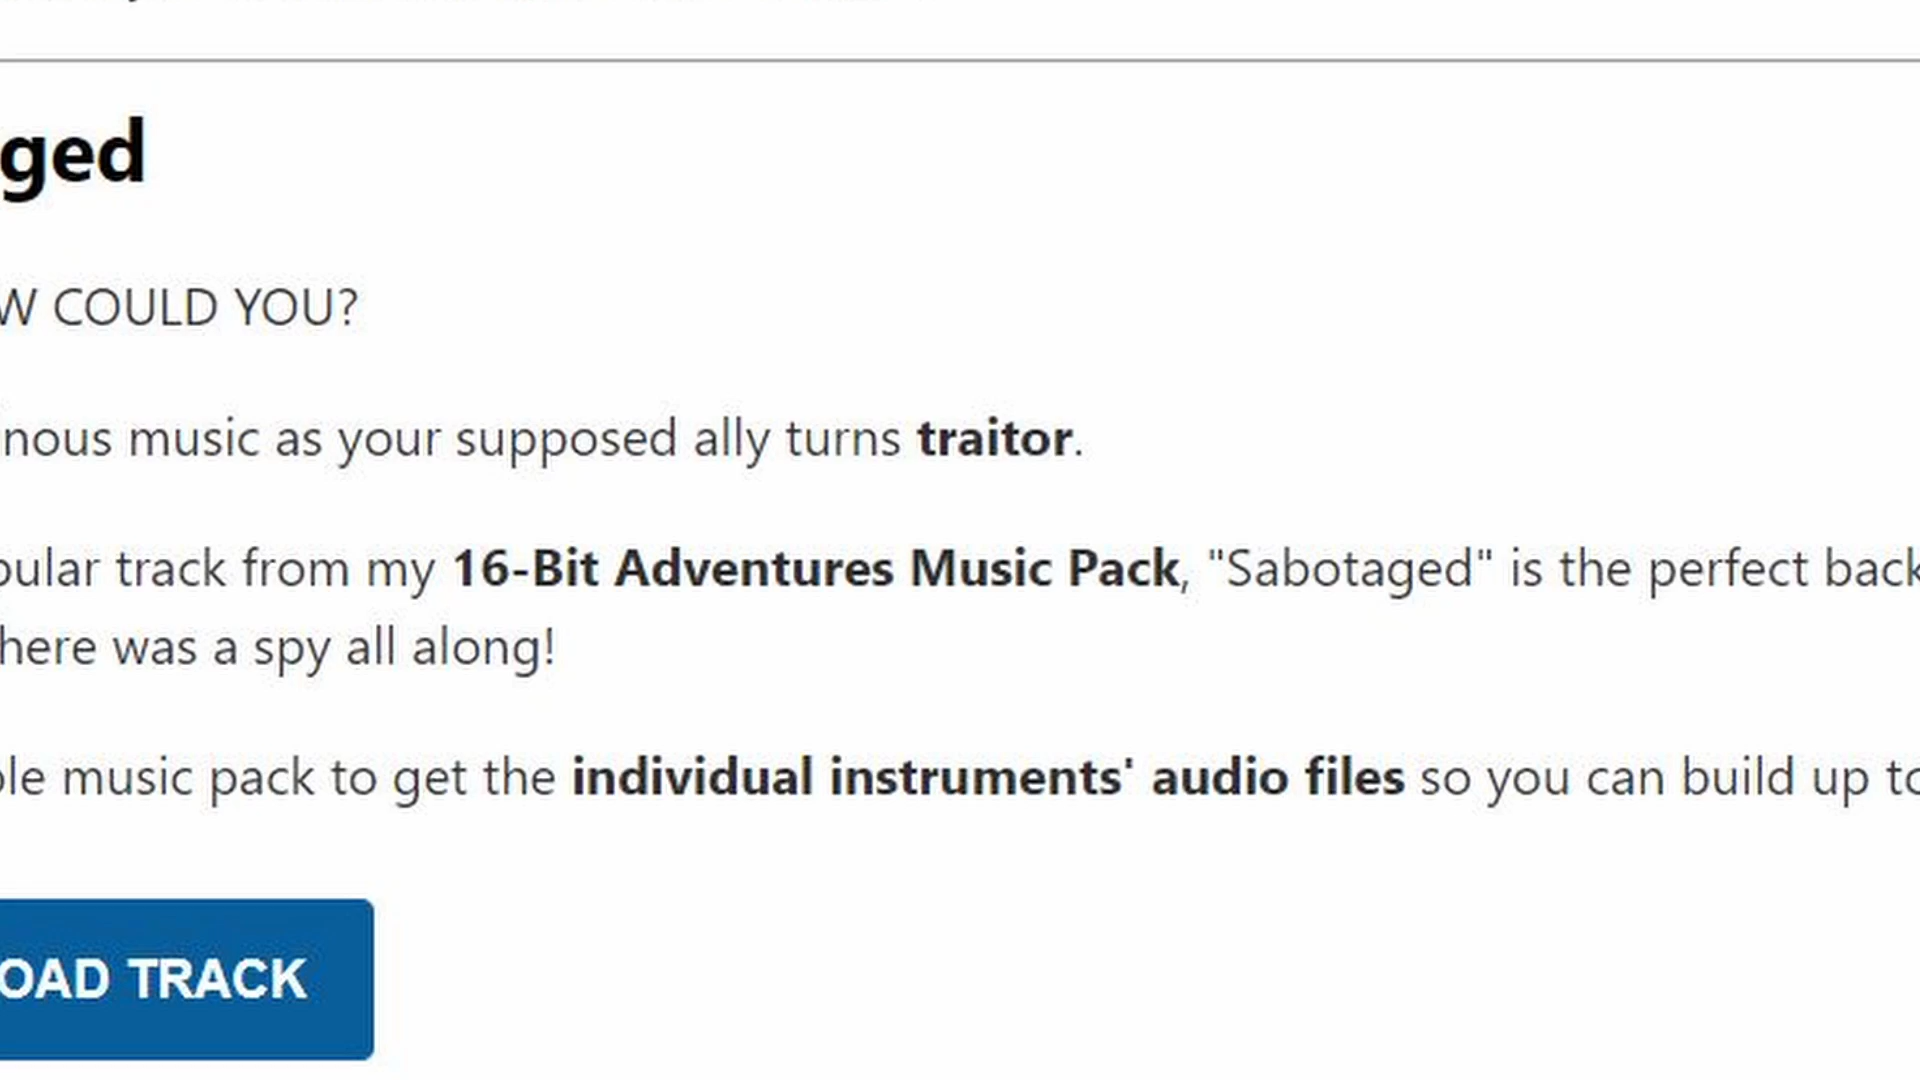 ged
W COULD YOU?
nous music as your supposed ally turns traitor.
pular track from my 16-Bit Adventures Music Pack, "Sabotaged" is the perfect back
here was a spy all along!
ole music pack to get the individual instruments' audio files so you can build up to
OAD TRACK